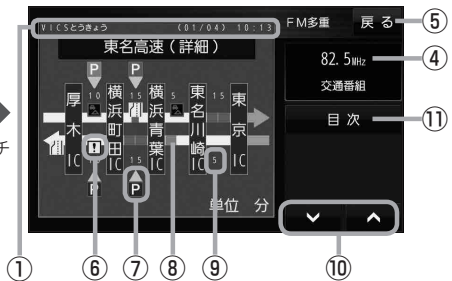 VICSとうきょう (01/04) 10:13 FM多重 戻る ⑤
①
東名高速(詳細)
82.5MHz ④
交通番組
P P
10 15 5 15
厚木IC 横浜町田IC 横浜青葉IC 東名川崎IC 東京IC
目次 ⑪
チ
! 15 5
P P
単位 分
① ⑥ ⑦ ⑧ ⑨ ⑩